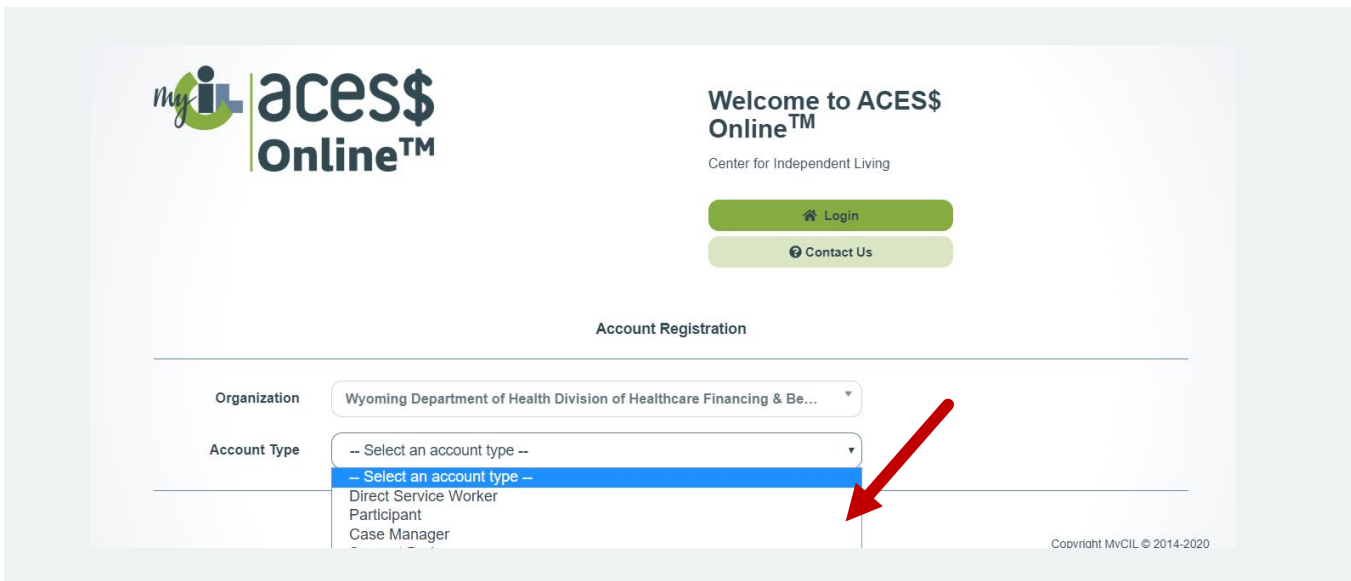 my CIL aces$
Online™
Welcome to ACES$
Online™
Center for Independent Living
Login
Contact Us
Account Registration
Organization
Wyoming Department of Health Division of Healthcare Financing & Be...
Account Type
-- Select an account type --
-- Select an account type --
Direct Service Worker
Participant
Case Manager
Copyright MyCIL © 2014-2020